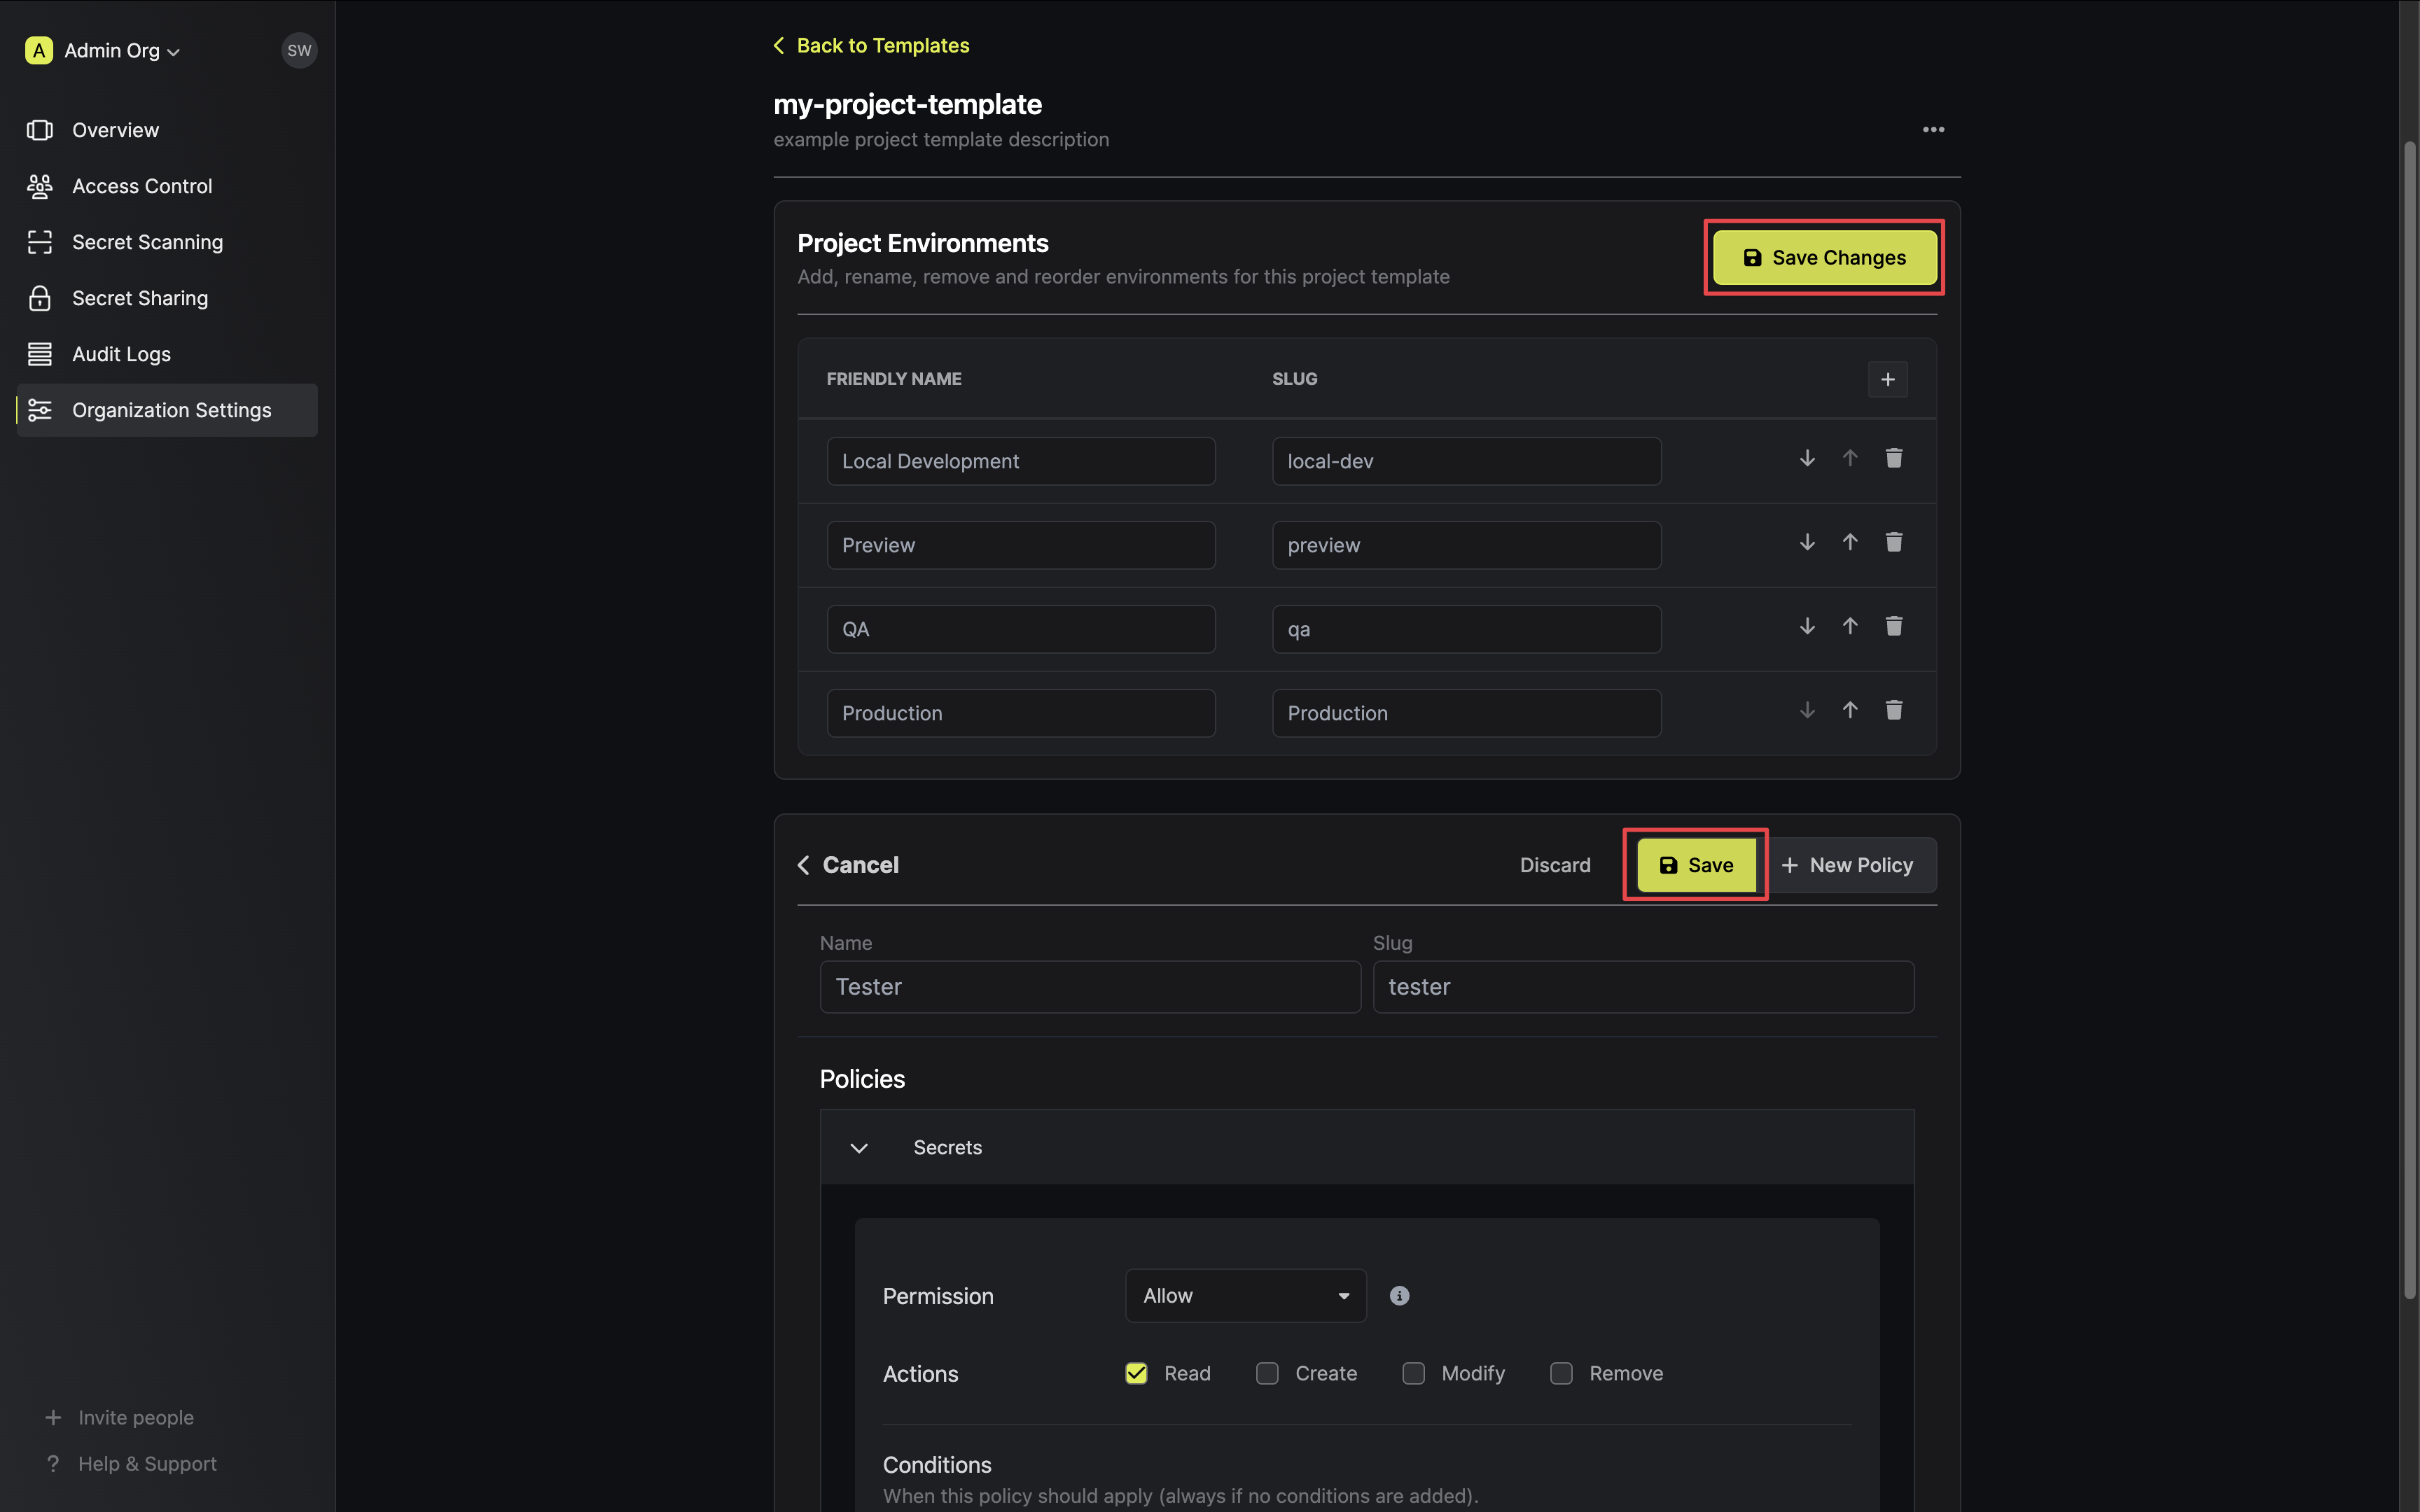 A Admin Org SW
Overview
Access Control
Secret Scanning
Secret Sharing
Audit Logs
Organization Settings
+ Invite people
? Help & Support
Back to Templates
my-project-template
example project template description
Project Environments
Add, rename, remove and reorder environments for this project template
Save Changes
FRIENDLY NAME SLUG
Local Development local-dev
Preview preview
QA qa
Production Production
Cancel Discard Save + New Policy
Name Slug
Tester tester
Policies
Secrets
Permission Allow
Actions Read Create Modify Remove
Conditions
When this policy should apply (always if no conditions are added).